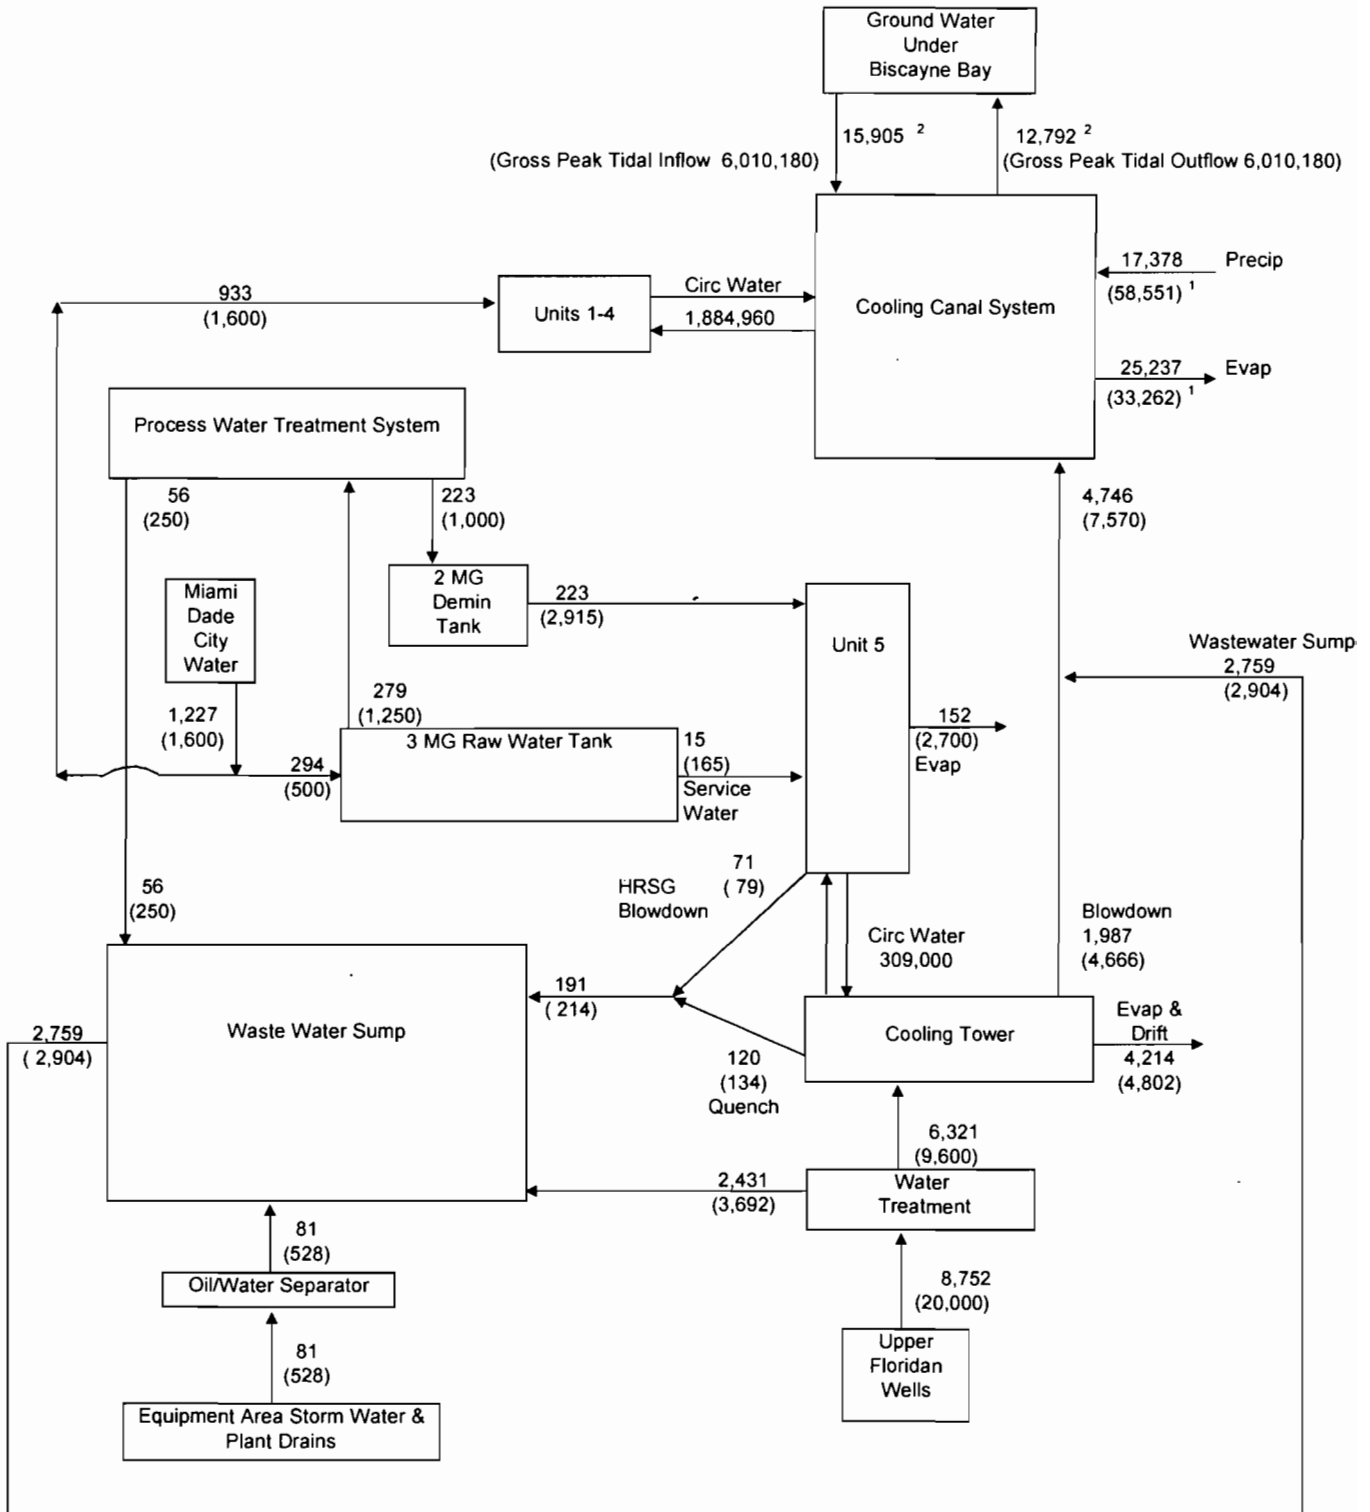 Ground Water
Under
Biscayne Bay
15,905 ²
12,792 ²
(Gross Peak Tidal Inflow 6,010,180)
(Gross Peak Tidal Outflow 6,010,180)
17,378
Precip
(58,551) ¹
Cooling Canal System
25,237
Evap
(33,262) ¹
933
(1,600)
Units 1-4
Circ Water
1,884,960
Process Water Treatment System
56
(250)
223
(1,000)
4,746
(7,570)
Miami
Dade
City
Water
2 MG
Demin
Tank
223
(2,915)
Unit 5
Wastewater Sump
2,759
(2,904)
1,227
(1,600)
279
(1,250)
3 MG Raw Water Tank
294
(500)
15
(165)
Service
Water
152
(2,700)
Evap
71
( 79)
HRSG
Blowdown
56
(250)
Circ Water
309,000
Blowdown
1,987
(4,666)
191
( 214)
Waste Water Sump
2,759
( 2,904)
Cooling Tower
Evap &
Drift
4,214
(4,802)
120
(134)
Quench
6,321
(9,600)
2,431
(3,692)
Water
Treatment
81
(528)
Oil/Water Separator
8,752
(20,000)
81
(528)
Upper
Floridan
Wells
Equipment Area Storm Water &
Plant Drains